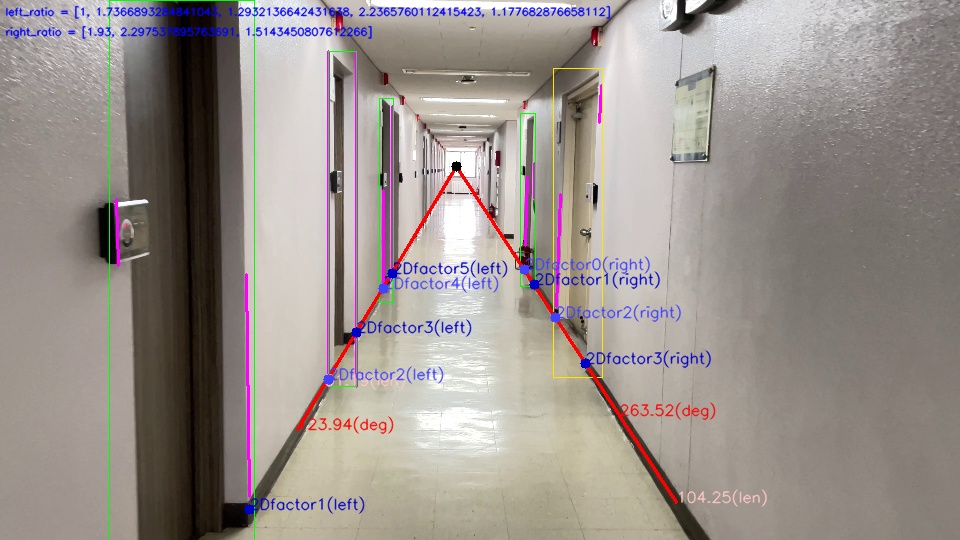 left_ratio = [1, 1.7366893284841043, 1.2932136642431638, 2.2365760112415423, 1.177682876658112]
right_ratio = [1.93, 2.297537895763691, 1.5143450807612266]
2Dfactor5(left)
2Dfactor4(left)
2Dfactor0(right)
2Dfactor1(right)
2Dfactor2(right)
2Dfactor3(left)
2Dfactor3(right)
2Dfactor2(left)
23.94(deg)
263.52(deg)
104.25(len)
2Dfactor1(left)